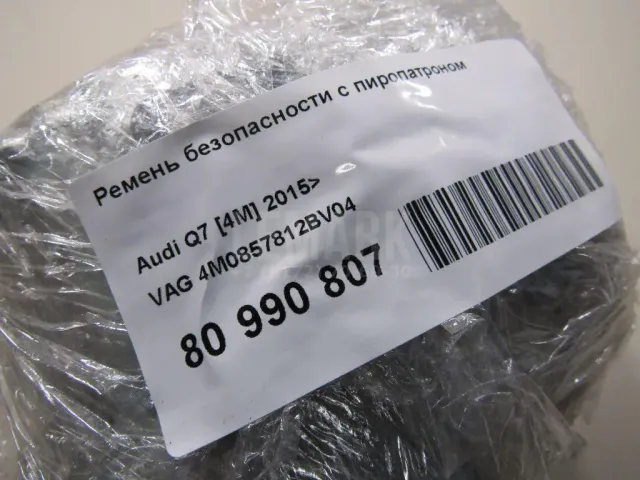 Ремень безопасности с пиропатроном
Audi Q7 [4M] 2015>
VAG 4M0857812BV04
80 990 807